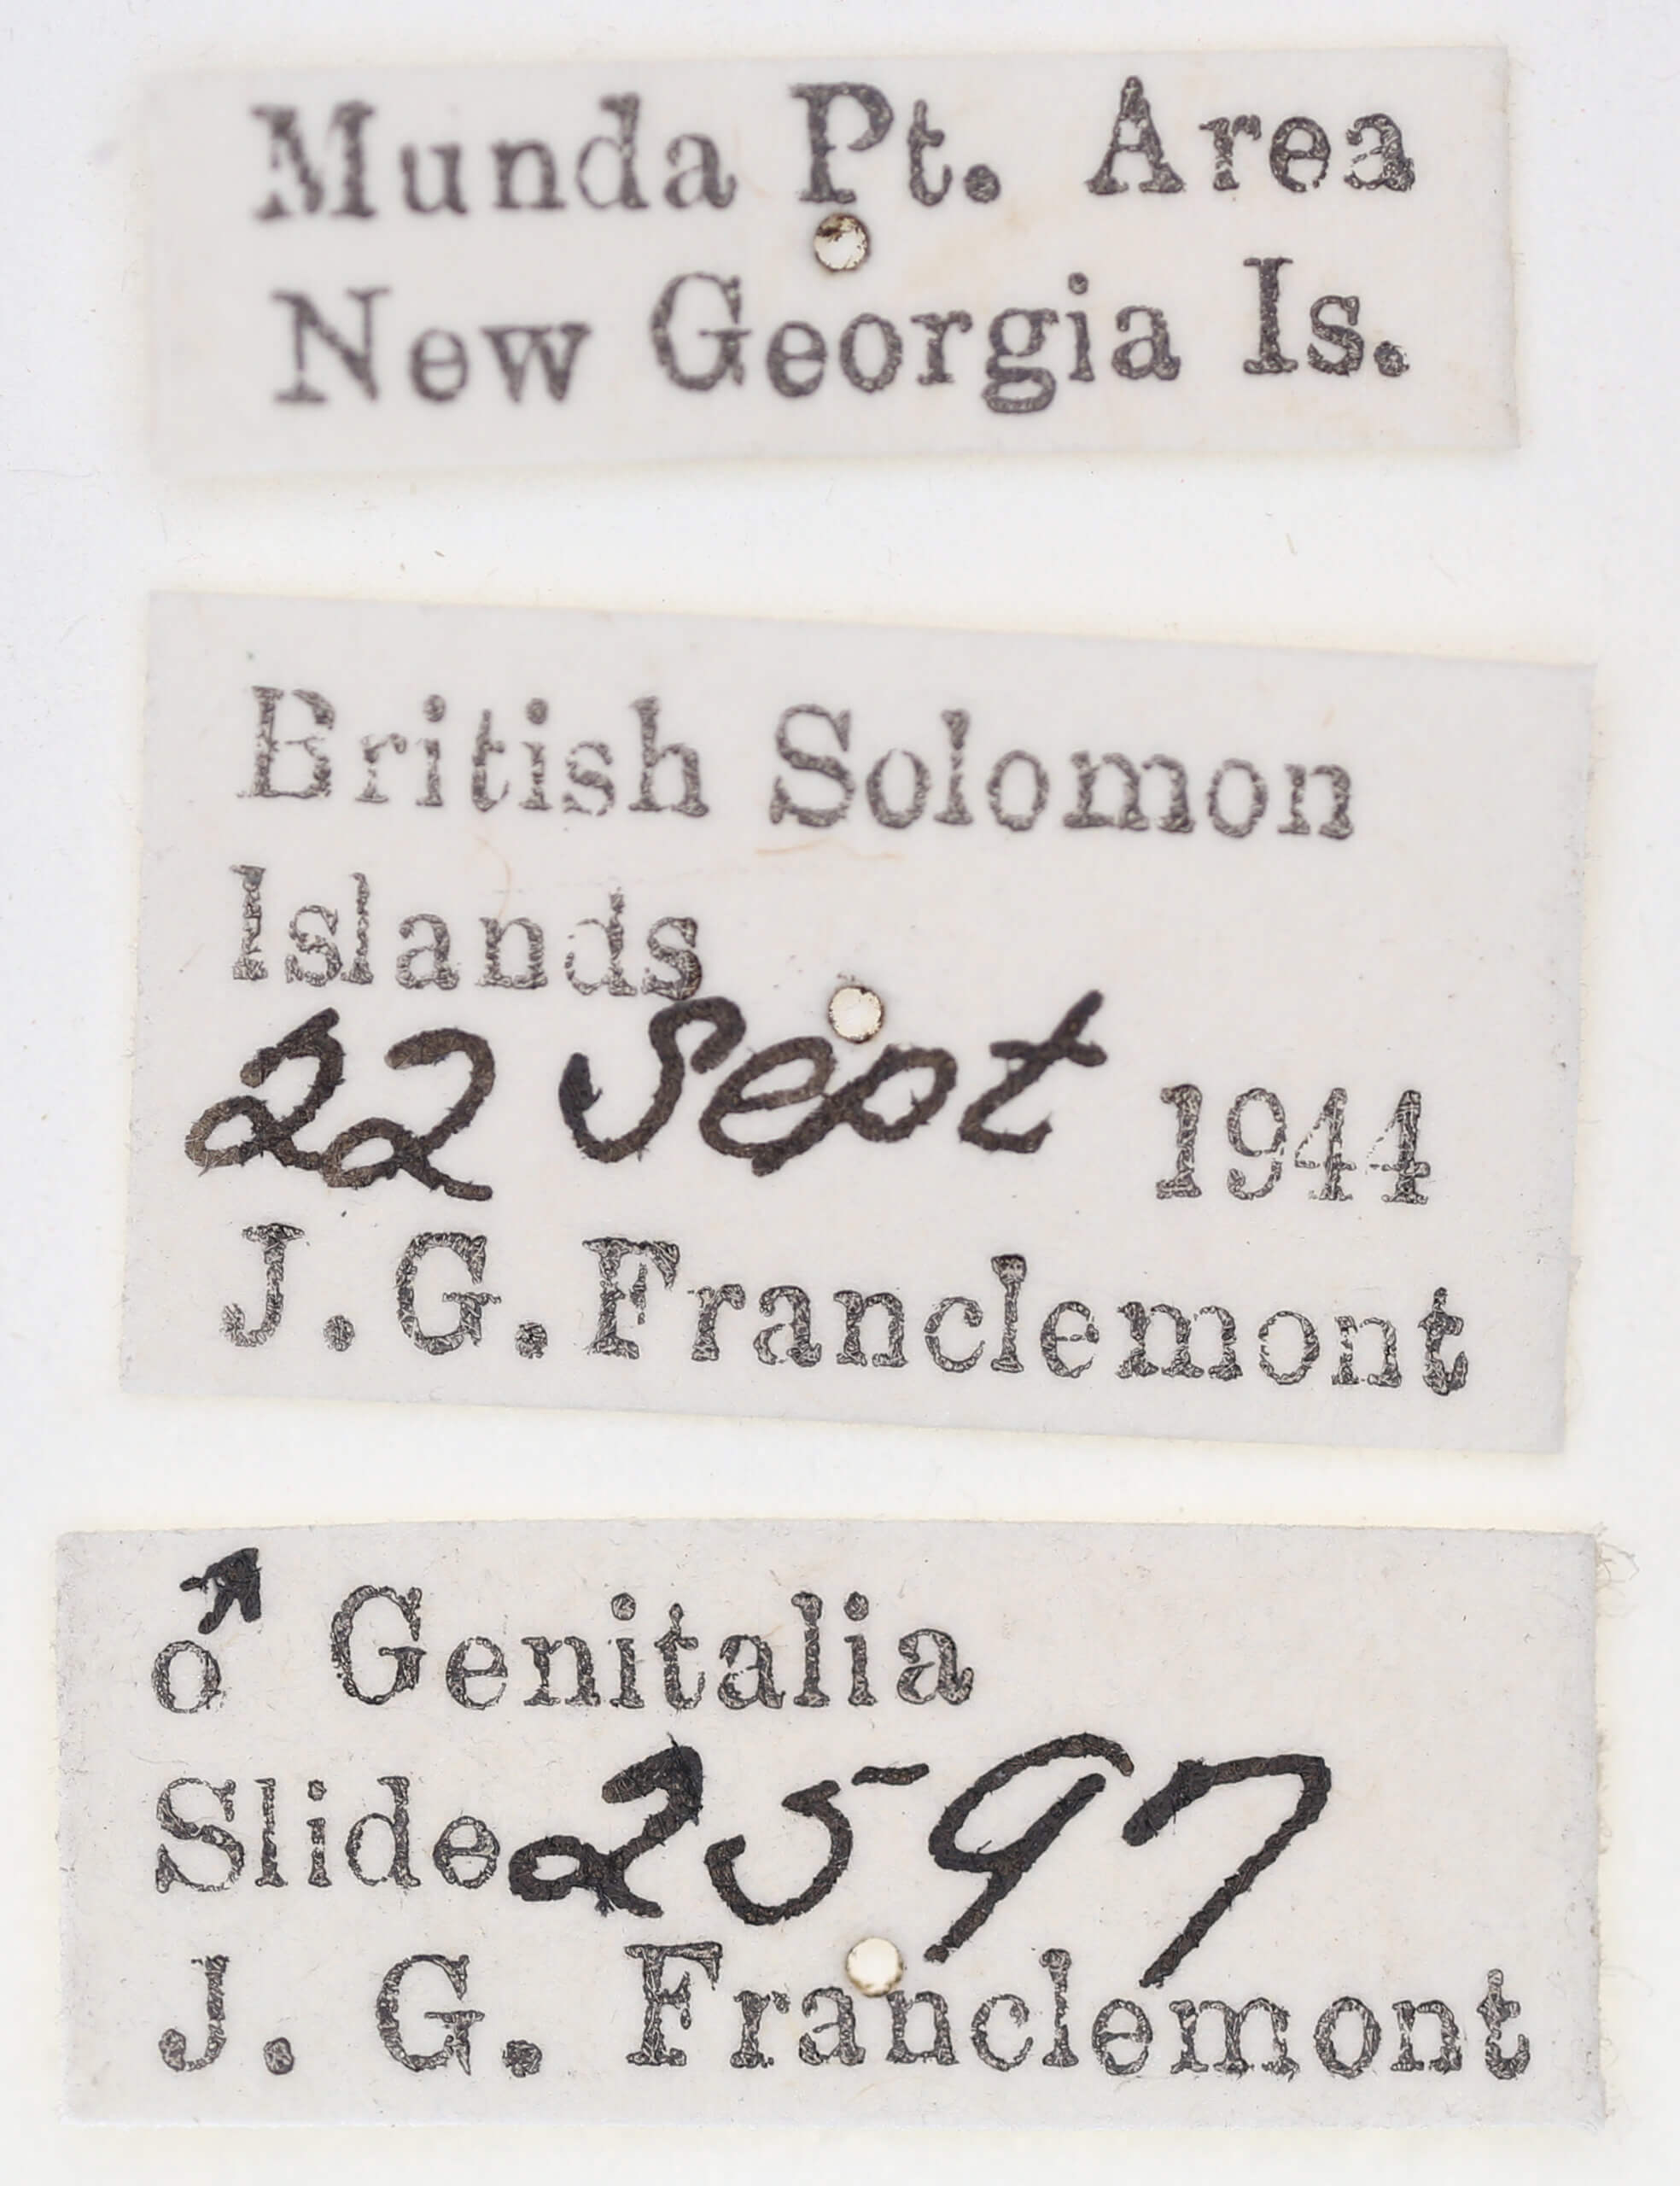 Munda Pt. Area
New Georgia Is.
British Solomon
Islands
22 Sept 1944
J. G. Franclemont
♂ Genitalia
Slide 2597
J. G. Franclemont